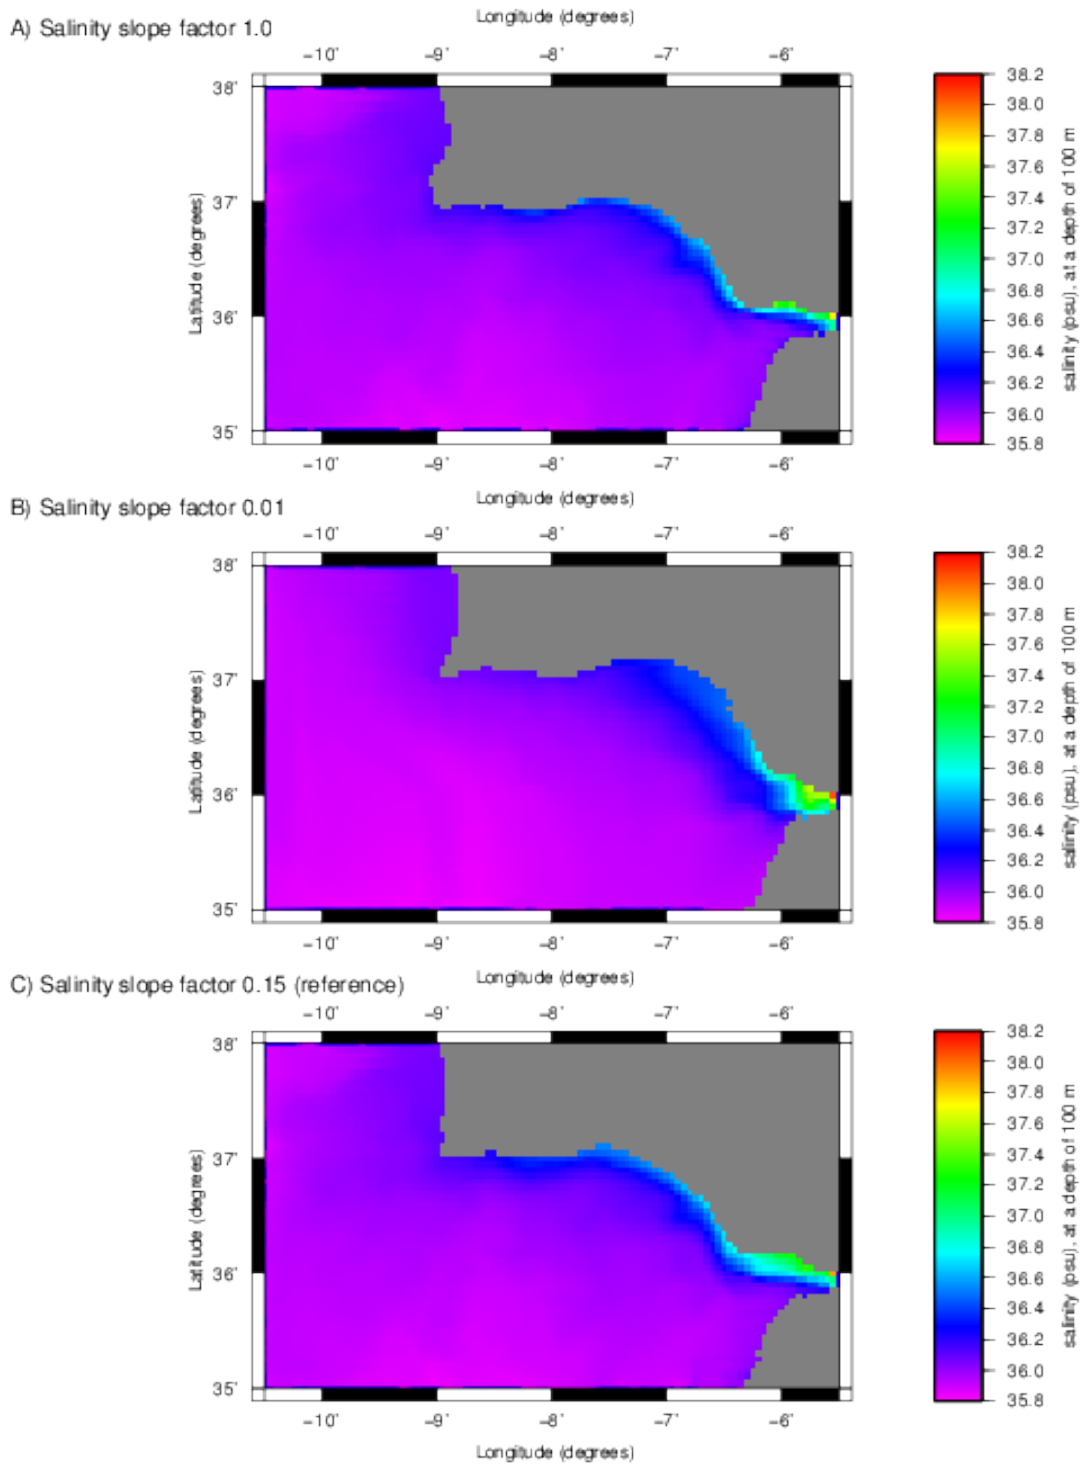 A) Salinity slope factor 1.0
Longitude (degrees)
-10° -9° -8° -7° -6°
38°
37°
36°
35°
Latitude (degrees)
-10° -9° -8° -7° -6°
38.2
38.0
37.8
37.6
37.4
37.2
37.0
36.8
36.6
36.4
36.2
36.0
35.8
salinity (psu), at a depth of 100 m
B) Salinity slope factor 0.01
Longitude (degrees)
-10° -9° -8° -7° -6°
38°
37°
36°
35°
Latitude (degrees)
-10° -9° -8° -7° -6°
38.2
38.0
37.8
37.6
37.4
37.2
37.0
36.8
36.6
36.4
36.2
36.0
35.8
salinity (psu), at a depth of 100 m
C) Salinity slope factor 0.15 (reference)
Longitude (degrees)
-10° -9° -8° -7° -6°
38°
37°
36°
35°
Latitude (degrees)
-10° -9° -8° -7° -6°
Longitude (degrees)
38.2
38.0
37.8
37.6
37.4
37.2
37.0
36.8
36.6
36.4
36.2
36.0
35.8
salinity (psu), at a depth of 100 m